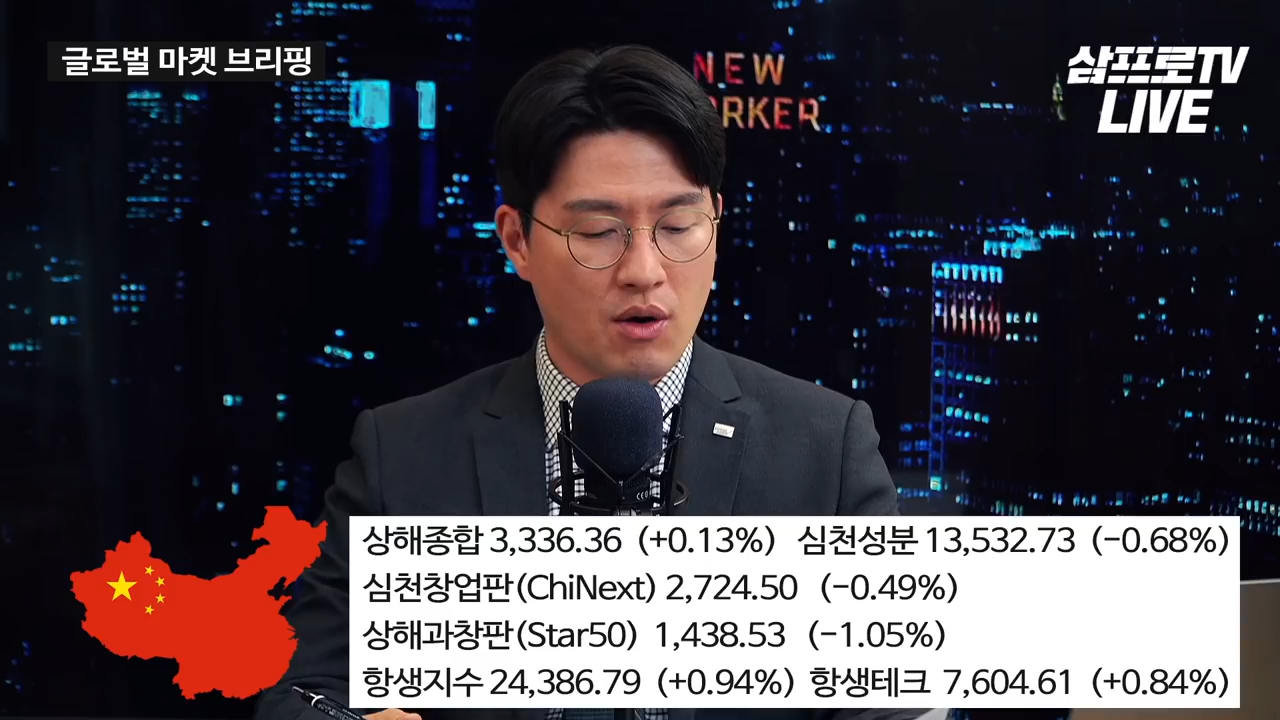 글로벌 마켓 브리핑
삼프로TV
LIVE
NEW
RKER
상해종합 3,336.36 (+0.13%) 심천성분 13,532.73 (-0.68%)
심천창업판(ChiNext) 2,724.50 (-0.49%)
상해과창판(Star50) 1,438.53 (-1.05%)
항생지수 24,386.79 (+0.94%) 항생테크 7,604.61 (+0.84%)